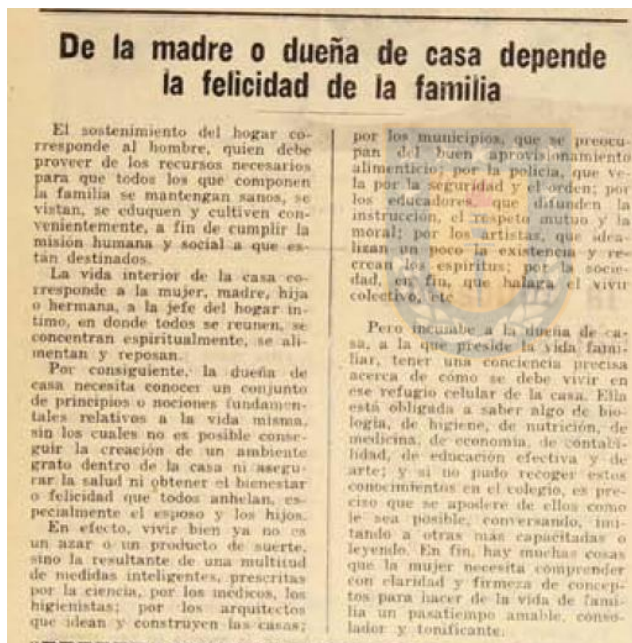 De la madre o dueña de casa depende
la felicidad de la familia
El sostenimiento del hogar co-
rresponde al hombre, quien debe
proveer de los recursos necesarios
para que todos los que componen
la familia se mantengan sanos, se
vistan, se eduquen y cultiven con-
venientemente, a fin de cumplir la
misión humana y social a que es-
tán destinados.
La vida interior de la casa co-
rresponde a la mujer, madre, hija
o hermana, a la jefe del hogar ín-
timo, en donde todos se reunen, se
concentran espiritualmente, se ali-
mentan y reposan.
Por consiguiente, la dueña de
casa necesita conocer un conjunto
de principios o nociones fundamen-
tales relativos a la vida misma,
sin los cuales no es posible conse-
guir la creación de un ambiente
grato dentro de la casa ni asegu-
rar la salud ni obtener el bienestar
o felicidad que todos anhelan, es-
pecialmente el esposo y los hijos.
En efecto, vivir bien ya no es
un azar o un producto de suerte,
sino la resultante de una multitud
de medidas inteligentes, prescritas
por la ciencia, por los médicos, los
higienistas; por los arquitectos
que idean y construyen las casas;
por los municipios, que se preocu-
pan del buen aprovisionamiento
alimenticio; por la policía, que ve-
la por la seguridad y el orden; por
los educadores que difunden la
instrucción, el respeto mutuo y la
moral; por los artistas, que idea-
lizan un poco la existencia y re-
crean los espíritus; por la socie-
dad, en fin, que halaga el vivir
colectivo, etc
Pero incumbe a la dueña de ca-
sa, a la que preside la vida fami-
liar, tener una conciencia precisa
acerca de cómo se debe vivir en
ese refugio celular de la casa. Ella
está obligada a saber algo de bio-
logía, de higiene, de nutrición, de
medicina, de economía, de contabi-
lidad, de educación efectiva y de
arte; y si no pudo recoger estos
conocimientos en el colegio, es pre-
ciso que se apodere de ellos como
le sea posible, conversando, imi-
tando a otras más capacitadas o
leyendo. En fin, hay muchas cosas
que la mujer necesita comprender
con claridad y firmeza de concep-
tos para hacer de la vida de fami-
lia un pasatiempo amable, conso-
lador y tonificante.